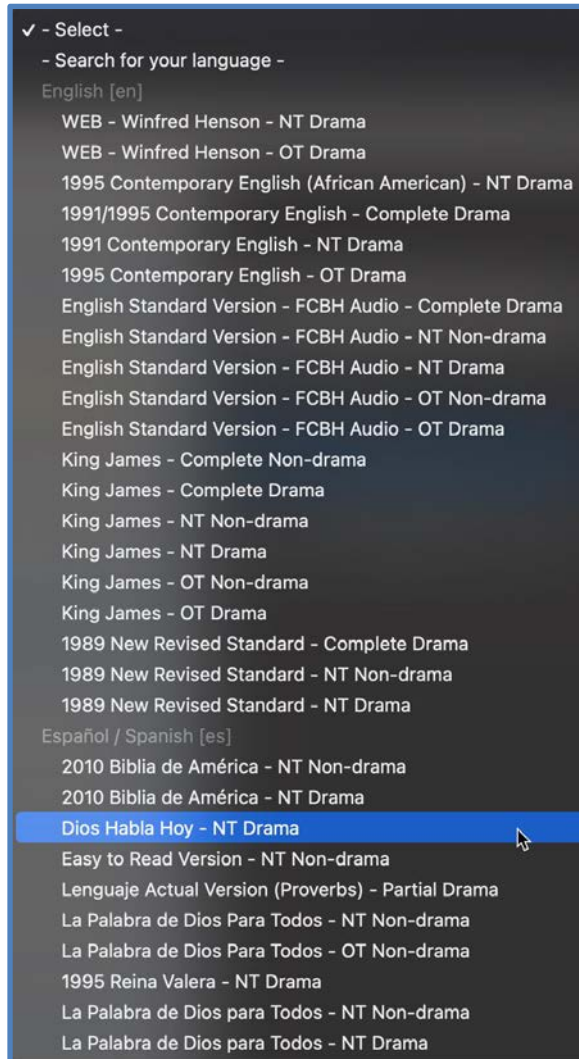 ✓ - Select -
- Search for your language -
English [en]
WEB - Winfred Henson - NT Drama
WEB - Winfred Henson - OT Drama
1995 Contemporary English (African American) - NT Drama
1991/1995 Contemporary English - Complete Drama
1991 Contemporary English - NT Drama
1995 Contemporary English - OT Drama
English Standard Version - FCBH Audio - Complete Drama
English Standard Version - FCBH Audio - NT Non-drama
English Standard Version - FCBH Audio - NT Drama
English Standard Version - FCBH Audio - OT Non-drama
English Standard Version - FCBH Audio - OT Drama
King James - Complete Non-drama
King James - Complete Drama
King James - NT Non-drama
King James - NT Drama
King James - OT Non-drama
King James - OT Drama
1989 New Revised Standard - Complete Drama
1989 New Revised Standard - NT Non-drama
1989 New Revised Standard - NT Drama
Español / Spanish [es]
2010 Biblia de América - NT Non-drama
2010 Biblia de América - NT Drama
Dios Habla Hoy - NT Drama
Easy to Read Version - NT Non-drama
Lenguaje Actual Version (Proverbs) - Partial Drama
La Palabra de Dios Para Todos - NT Non-drama
La Palabra de Dios Para Todos - OT Non-drama
1995 Reina Valera - NT Drama
La Palabra de Dios para Todos - NT Non-drama
La Palabra de Dios para Todos - NT Drama